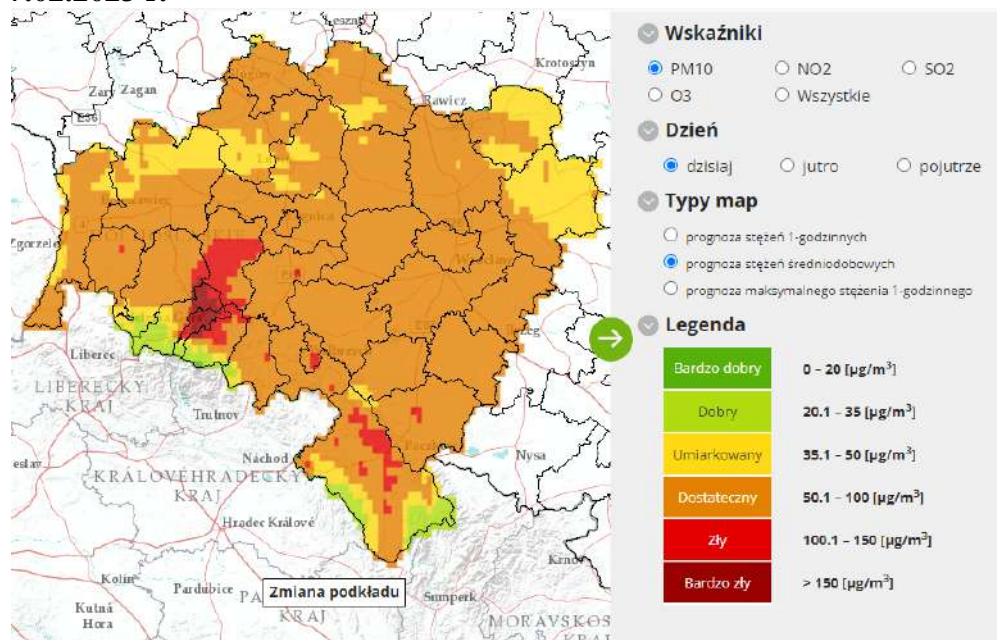 Wskaźniki
PM10
NO2
SO2
O3
Wszystkie
Dzień
dzisiaj
jutro
pojutrze
Typy map
prognoza stężeń 1-godzinnych
prognoza stężeń średniodobowych
prognoza maksymalnego stężenia 1-godzinnego
Legenda
Bardzo dobry 0 – 20 [µg/m³]
Dobry 20.1 – 35 [µg/m³]
Umiarkowany 35.1 – 50 [µg/m³]
Dostateczny 50.1 – 100 [µg/m³]
Zły 100.1 – 150 [µg/m³]
Bardzo zły > 150 [µg/m³]
Krotoszyn
Rawicz
Żagań
E36
Liberec
LIBERECKÝ
KRAJ
Trutnov
Náchod
Nysa
KRÁLOVÉHRADECKÝ
KRAJ
Hradec Králové
Kolín
Pardubice
Zmiana podkładu
Šumperk
Kutná
Hora
KRAJ